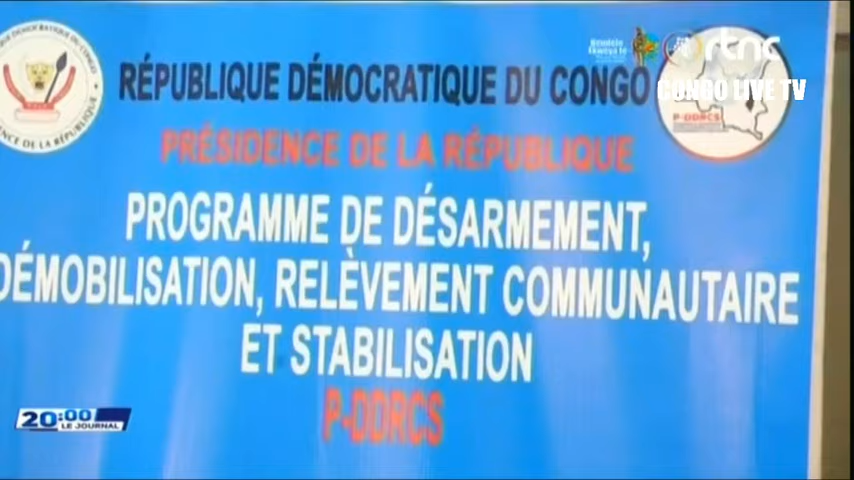 RÉPUBLIQUE DÉMOCRATIQUE DU CONGO
PRÉSIDENCE DE LA RÉPUBLIQUE
PROGRAMME DE DÉSARMEMENT,
DÉMOBILISATION, RELÈVEMENT COMMUNAUTAIRE
ET STABILISATION
P-DDRCS
rtnc
CONGO LIVE TV
P-DDRCS
20:00
LE JOURNAL